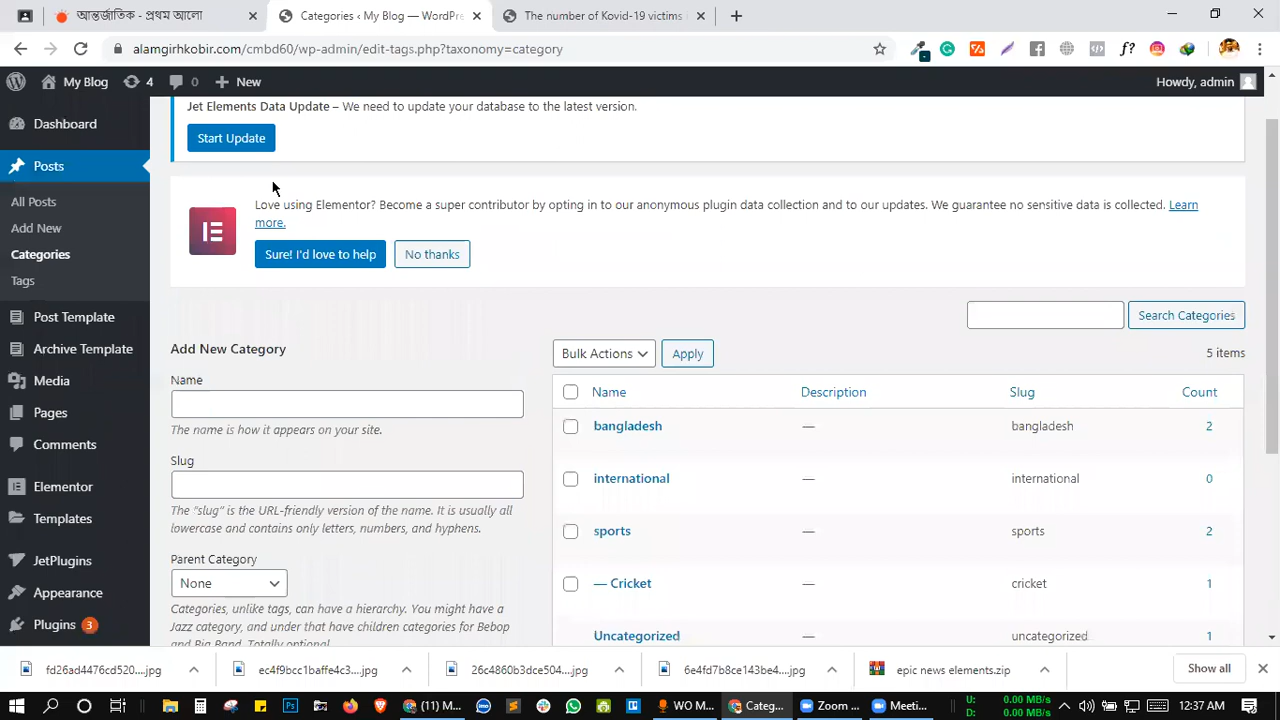 আন্তর্জাতিক - প্রথম আলো
Categories ‹ My Blog — WordPre
The number of Kovid-19 victims
alamgirhkobir.com/cmbd60/wp-admin/edit-tags.php?taxonomy=category
My Blog
4
0
New
Howdy, admin
Dashboard
Posts
All Posts
Add New
Categories
Tags
Post Template
Archive Template
Media
Pages
Comments
Elementor
Templates
JetPlugins
Appearance
Plugins 3
Jet Elements Data Update – We need to update your database to the latest version.
Start Update
Love using Elementor? Become a super contributor by opting in to our anonymous plugin data collection and to our updates. We guarantee no sensitive data is collected. Learn
more.
Sure! I'd love to help
No thanks
Search Categories
Add New Category
Name
The name is how it appears on your site.
Slug
The "slug" is the URL-friendly version of the name. It is usually all
lowercase and contains only letters, numbers, and hyphens.
Parent Category
None
Categories, unlike tags, can have a hierarchy. You might have a
Jazz category, and under that have children categories for Bebop
and Big Band. Totally optional.
Bulk Actions
Apply
5 items
Name Description Slug Count
bangladesh — bangladesh 2
international — international 0
sports — sports 2
— Cricket — cricket 1
Uncategorized — uncategorized 1
fd26ad4476cd520....jpg
ec4f9bcc1baffe4c3....jpg
26c4860b3dce504....jpg
6e4fd7b8ce143be4....jpg
epic news elements.zip
Show all
(11) M...
WO M...
Categ...
Zoom ...
Meeti...
U: 0.00 MB/s
D: 0.00 MB/s
12:37 AM